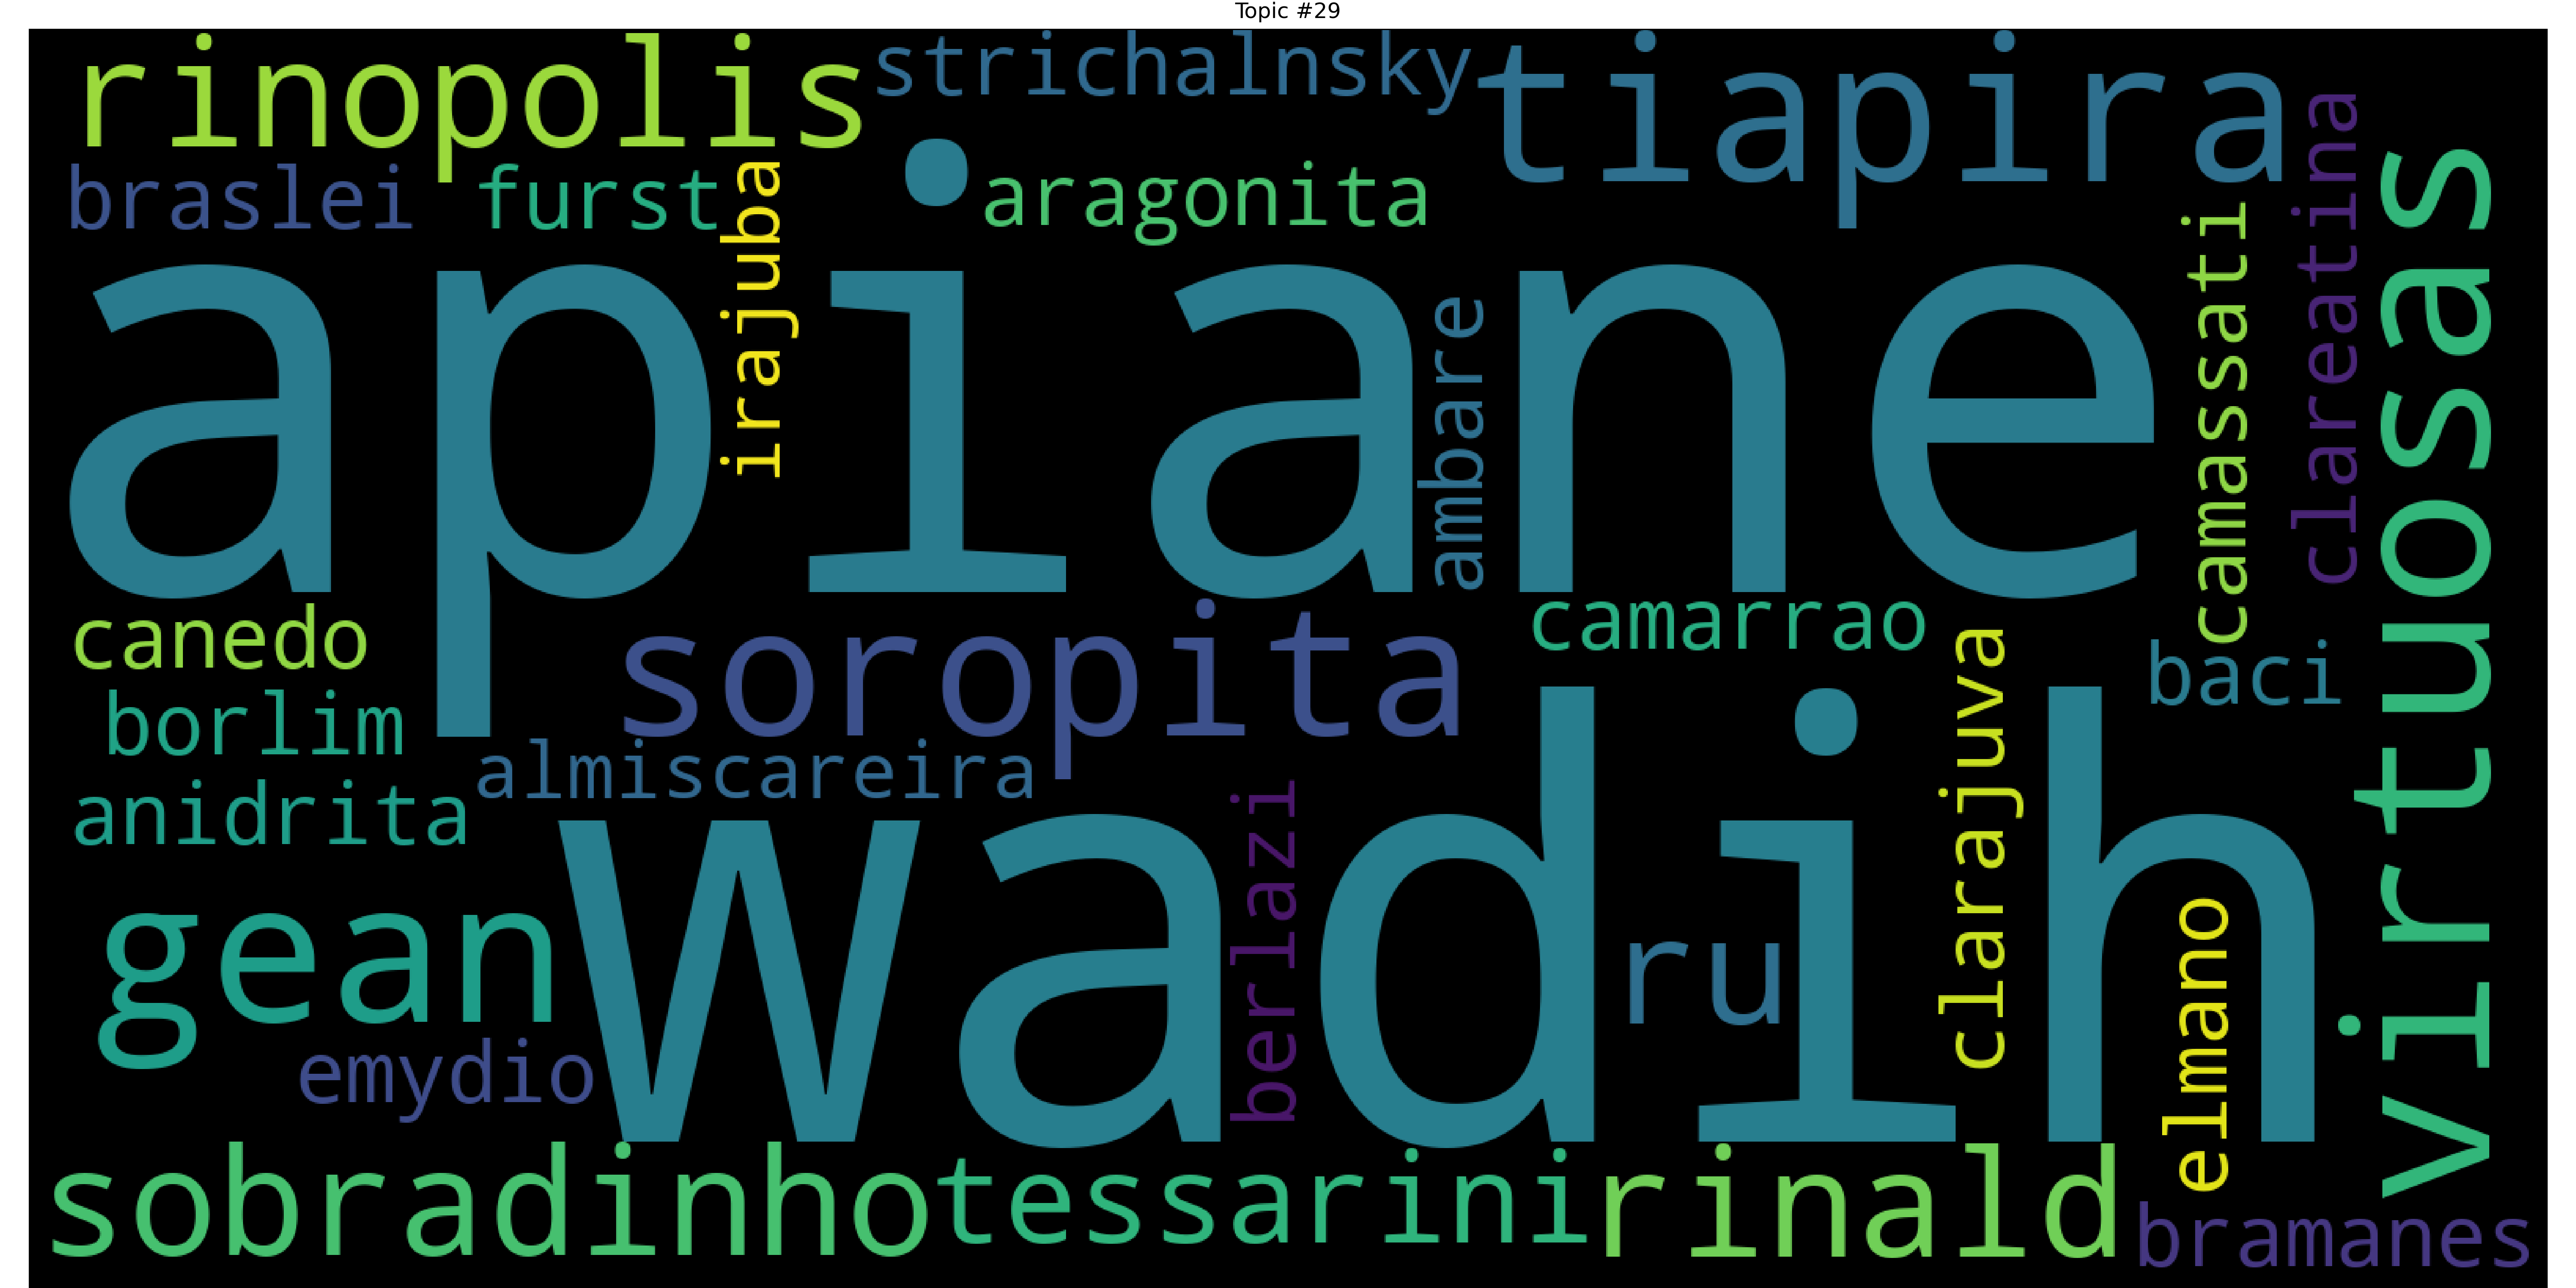 Topic #29
rinopolis
strichalnsky
tiapira
braslei
furst
irajuba
aragonita
clareatina
camassati
virtuosas
apiane
ambare
canedo
soropita
camarrao
baci
borlim
almiscareira
clarajuva
anidrita
wadih
berlazi
gean
ru
elmano
emydio
sobradinho
tessarini
rinald
bramanes